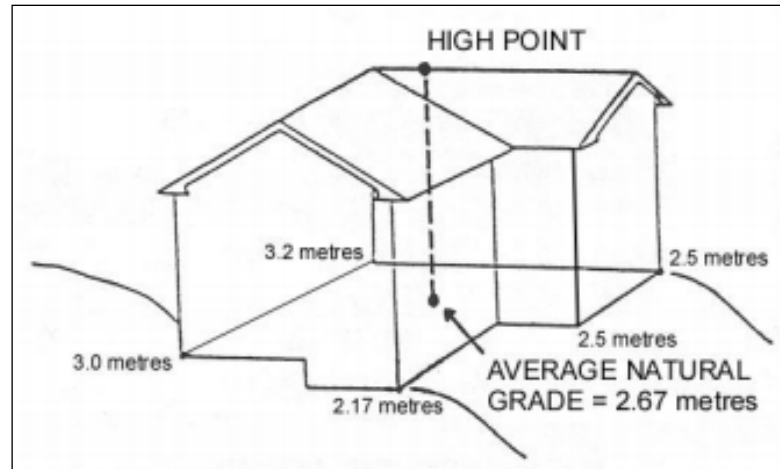 HIGH POINT
3.2 metres
2.5 metres
3.0 metres
2.5 metres
2.17 metres
AVERAGE NATURAL
GRADE = 2.67 metres